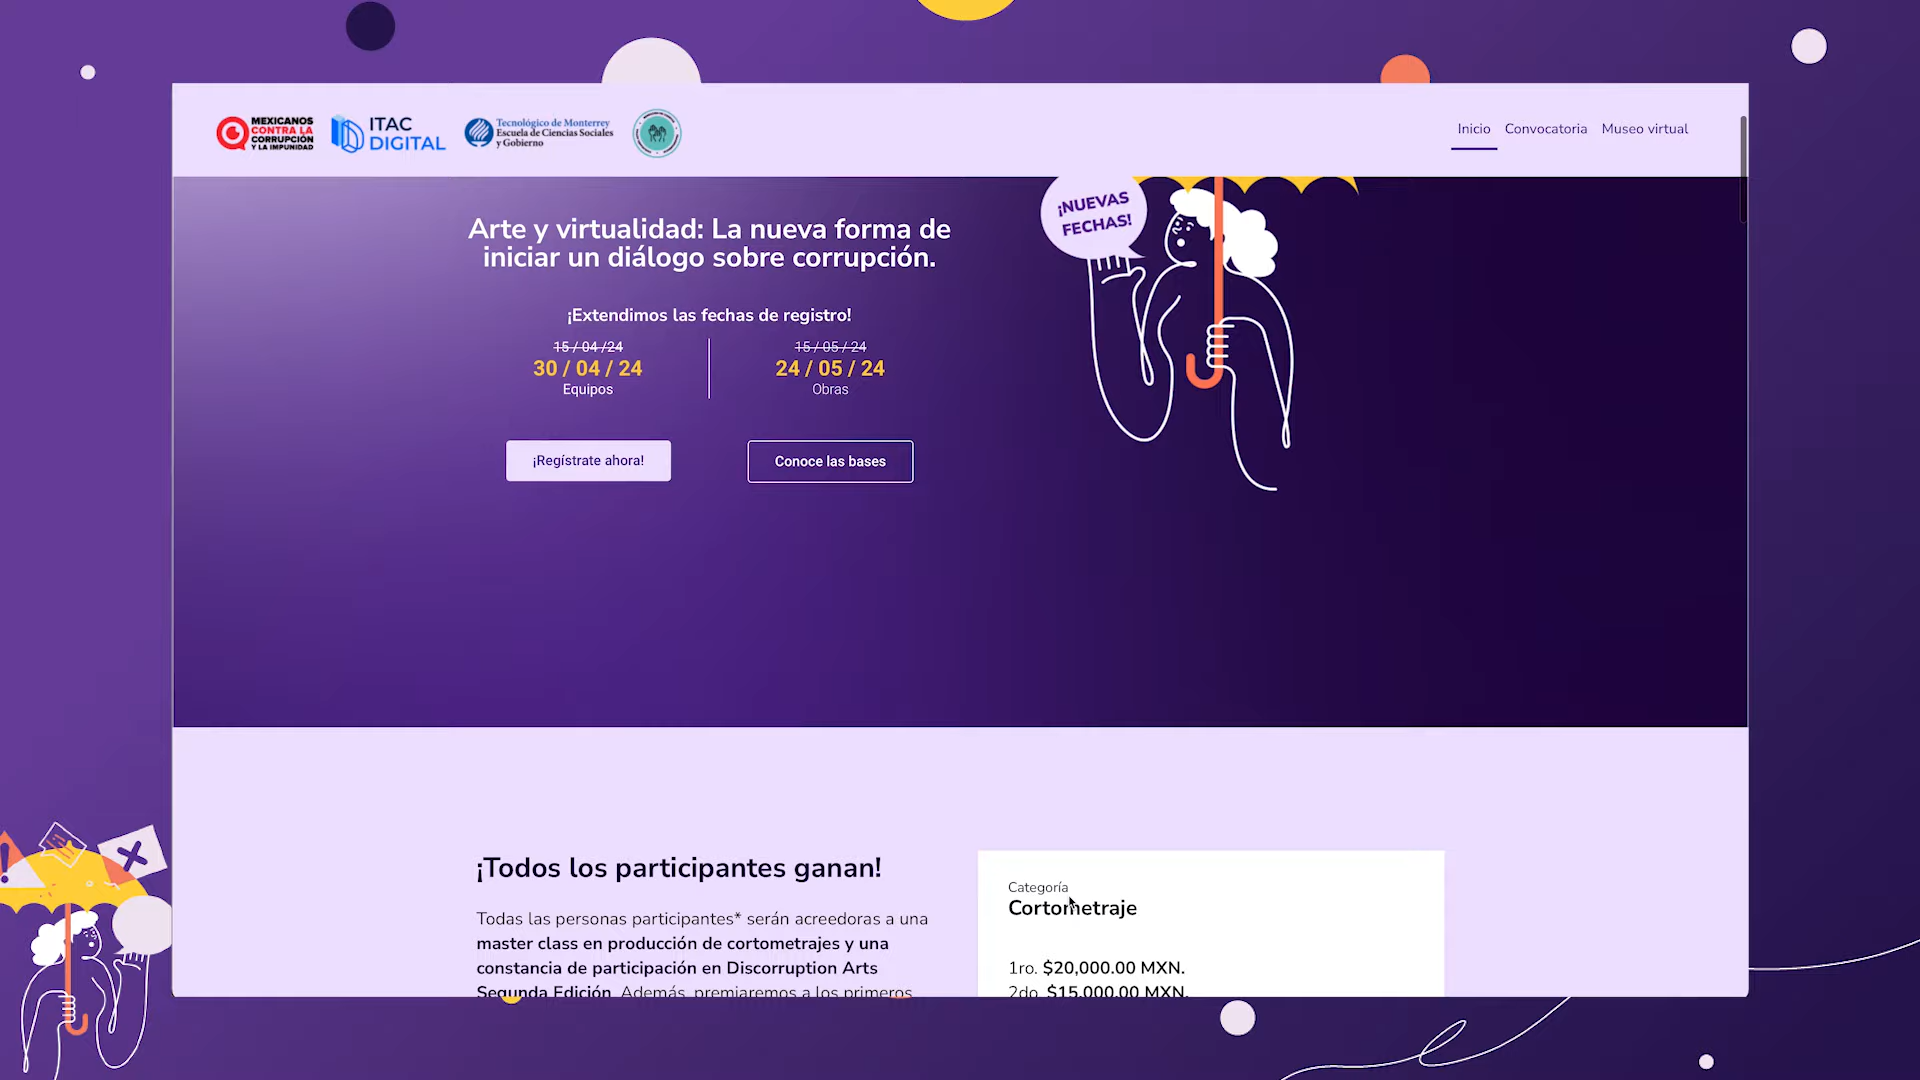 MEXICANOS
CONTRA LA
CORRUPCIÓN
Y LA IMPUNIDAD
ITAC
DIGITAL
Tecnológico de Monterrey
Escuela de Ciencias Sociales
y Gobierno
Inicio
Convocatoria
Museo virtual
¡NUEVAS
FECHAS!
Arte y virtualidad: La nueva forma de
iniciar un diálogo sobre corrupción.
¡Extendimos las fechas de registro!
15 / 04 /24
30 / 04 / 24
Equipos
15 / 05 / 24
24 / 05 / 24
Obras
¡Regístrate ahora!
Conoce las bases
¡Todos los participantes ganan!
Todas las personas participantes* serán acreedoras a una
master class en producción de cortometrajes y una
constancia de participación en Discorruption Arts
Segunda Edición. Además, premiaremos a los primeros
Categoría
Cortometraje
1ro. $20,000.00 MXN.
2do. $15,000.00 MXN.